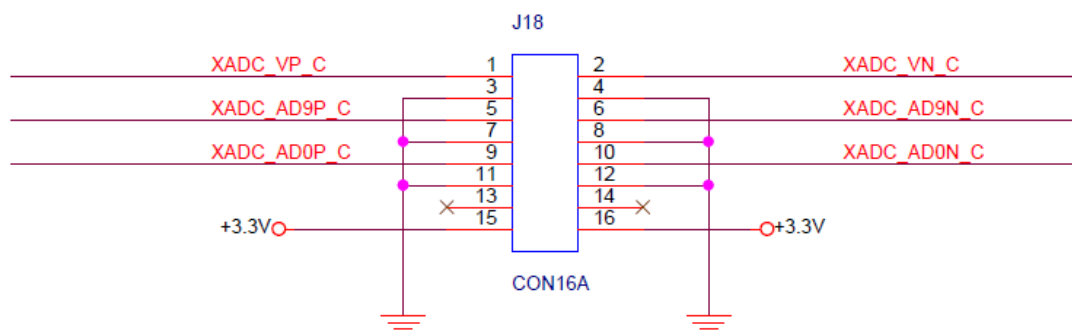 J18
XADC_VP_C 1 2 XADC_VN_C
3 4
XADC_AD9P_C 5 6 XADC_AD9N_C
7 8
XADC_AD0P_C 9 10 XADC_AD0N_C
11 12
13 14
+3.3V 15 16 +3.3V
CON16A